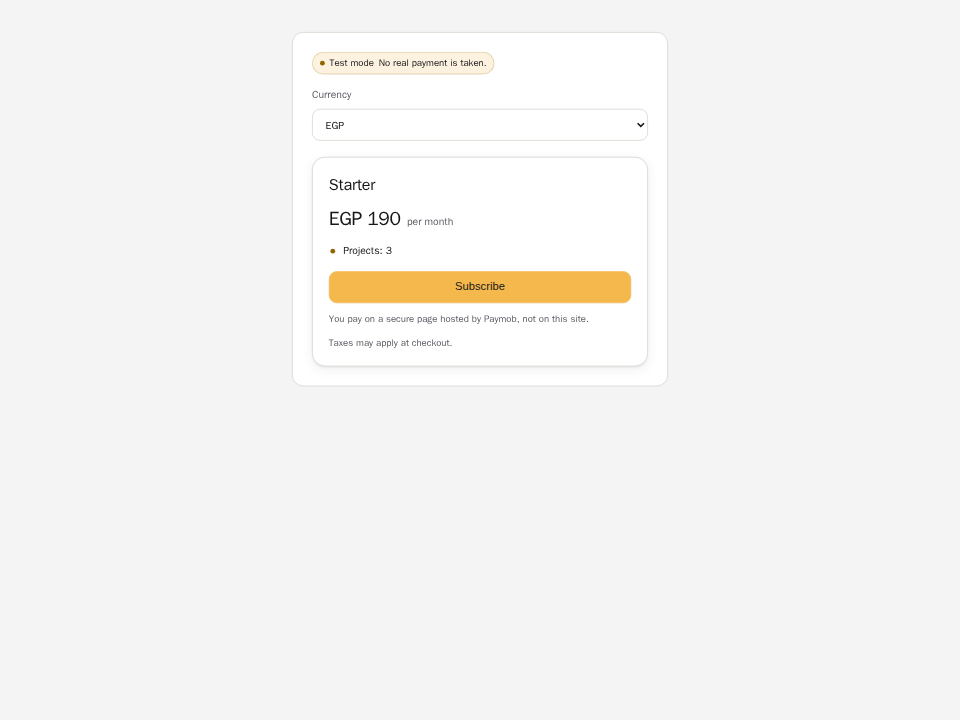 Test mode No real payment is taken.
Currency
EGP
Starter
EGP 190 per month
Projects: 3
Subscribe
You pay on a secure page hosted by Paymob, not on this site.
Taxes may apply at checkout.